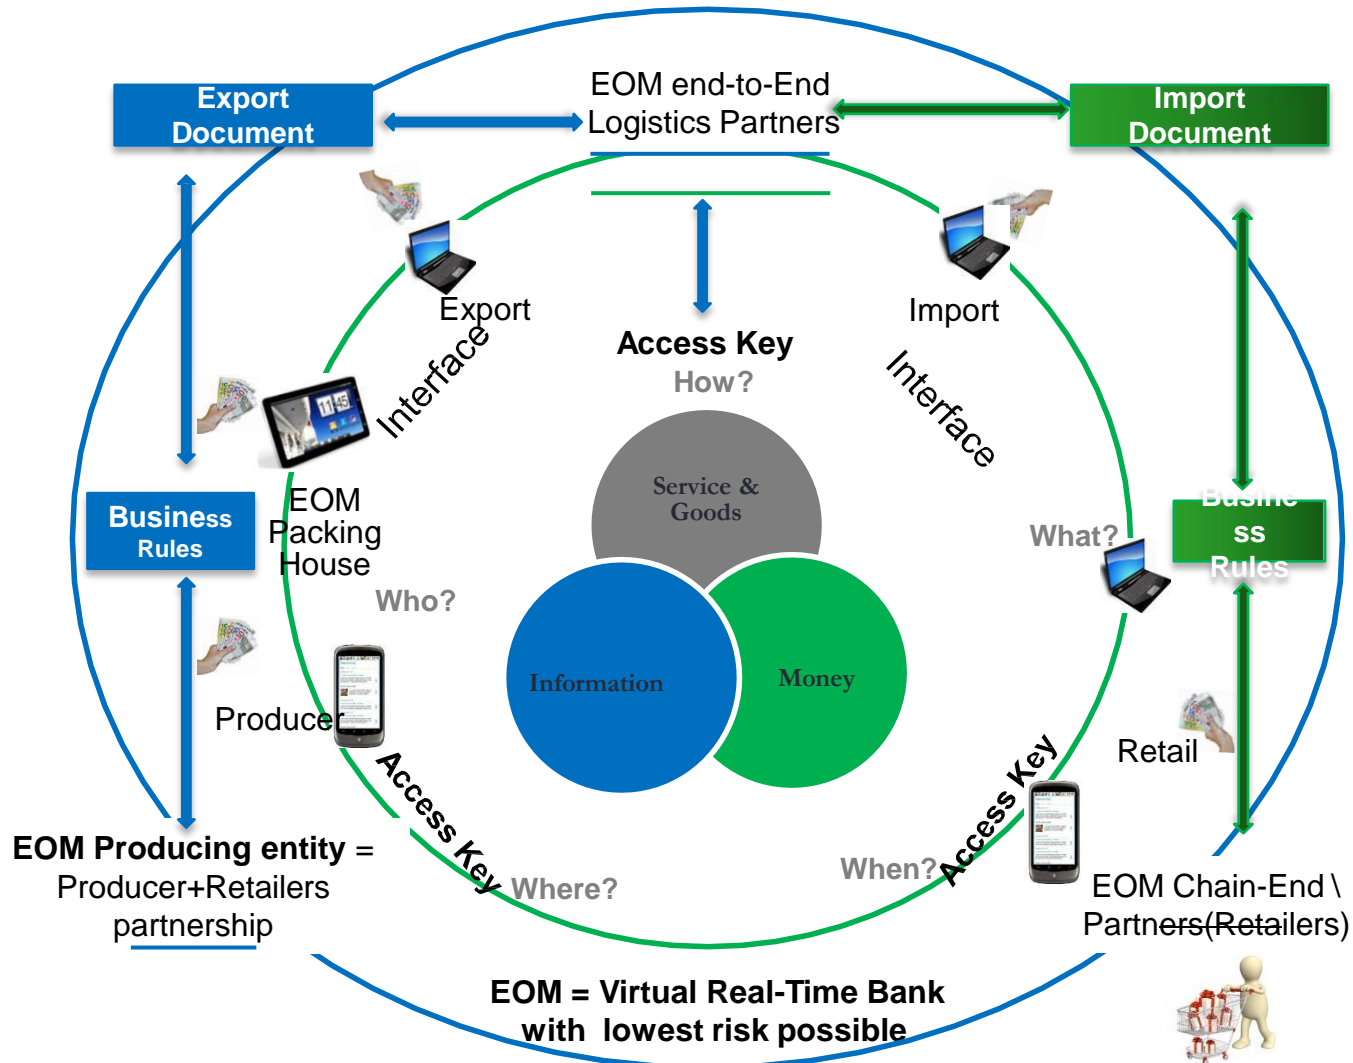 EOM end-to-End
Logistics Partners
Export
Document
Import
Document
Export
Import
Interface
Interface
Access Key
How?
11:45
Service &
Goods
Business
Rules
EOM
Packing
House
Who?
What?
Busine
ss
Rules
Information
Money
Producer
Retail
Access Key
Access Key
Where?
When?
EOM Producing entity =
Producer+Retailers
partnership
EOM Chain-End \
Partners(Retailers)
EOM = Virtual Real-Time Bank
with lowest risk possible